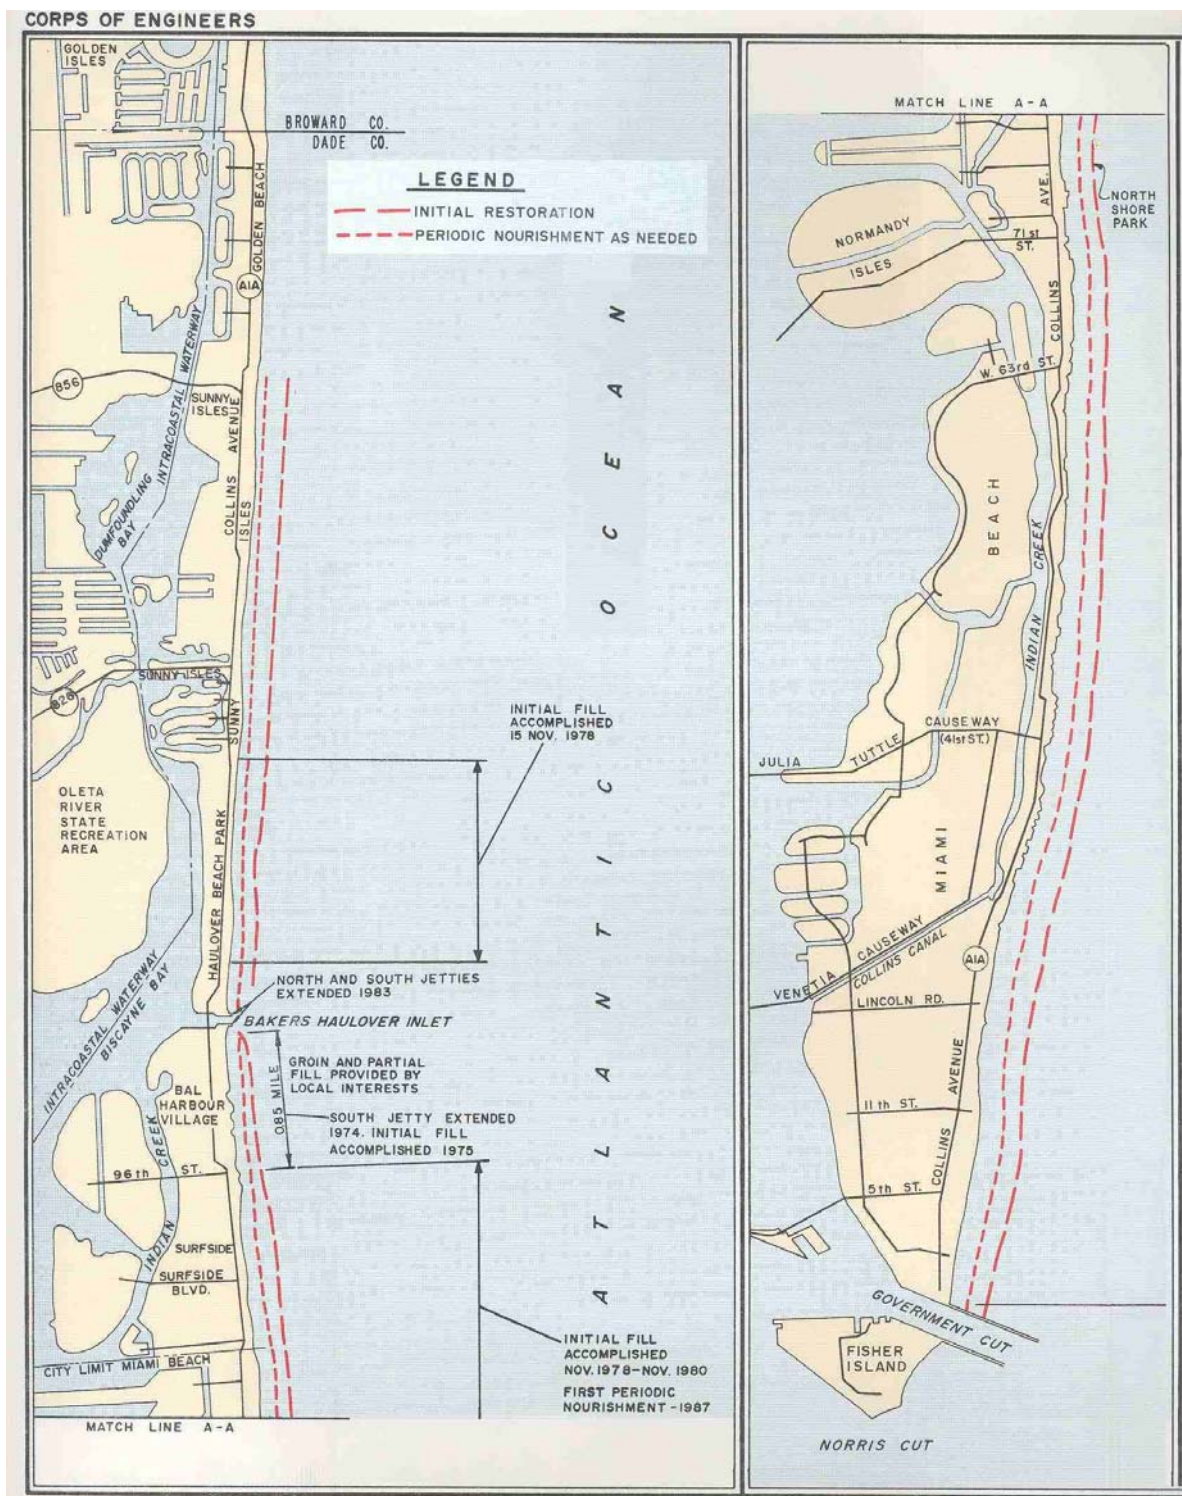 CORPS OF ENGINEERS
GOLDEN
ISLES
BROWARD CO.
DADE CO.
LEGEND
INITIAL RESTORATION
PERIODIC NOURISHMENT AS NEEDED
GOLDEN BEACH
A1A
INTRACOASTAL WATERWAY
856
SUNNY
ISLES
COLLINS AVENUE
ISLES
DUMFOUNDLING
BAY
SUNNY ISLES
826
SUNNY
INITIAL FILL
ACCOMPLISHED
15 NOV. 1978
OLETA
RIVER
STATE
RECREATION
AREA
HAULOVER BEACH PARK
NORTH AND SOUTH JETTIES
EXTENDED 1983
BAKERS HAULOVER INLET
INTRACOASTAL WATERWAY
BISCAYNE BAY
GROIN AND PARTIAL
FILL PROVIDED BY
LOCAL INTERESTS
0.85 MILE
BAL
HARBOUR
VILLAGE
SOUTH JETTY EXTENDED
1974. INITIAL FILL
ACCOMPLISHED 1975
96th ST.
INDIAN CREEK
SURFSIDE
SURFSIDE
BLVD.
CITY LIMIT MIAMI BEACH
INITIAL FILL
ACCOMPLISHED
NOV. 1978-NOV. 1980
FIRST PERIODIC
NOURISHMENT-1987
MATCH LINE A-A
ATLANTIC OCEAN
MATCH LINE A-A
NORTH
SHORE
PARK
COLLINS AVE.
NORMANDY
ISLES
71st
ST.
W. 63rd ST.
MIAMI BEACH
INDIAN CREEK
JULIA TUTTLE CAUSEWAY
(41st ST.)
VENETIA CAUSEWAY
COLLINS CANAL
A1A
LINCOLN RD.
COLLINS AVENUE
11th ST.
5th ST.
GOVERNMENT CUT
FISHER
ISLAND
NORRIS CUT